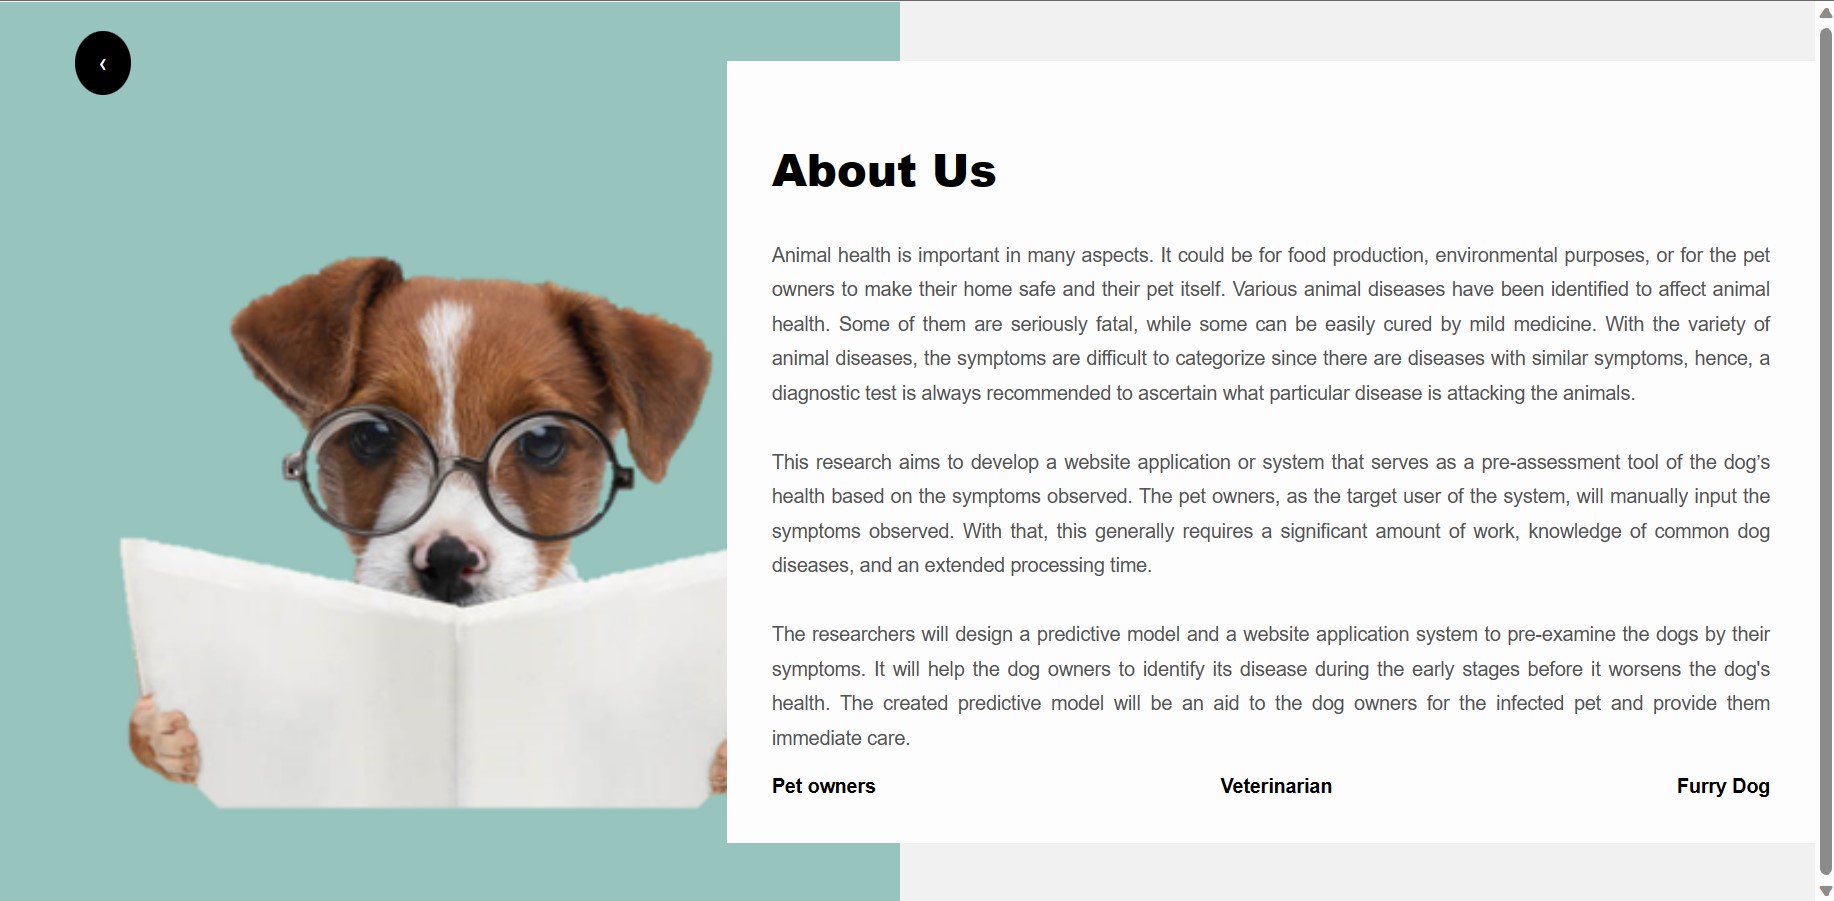 ‹
About Us
Animal health is important in many aspects. It could be for food production, environmental purposes, or for the pet
owners to make their home safe and their pet itself. Various animal diseases have been identified to affect animal
health. Some of them are seriously fatal, while some can be easily cured by mild medicine. With the variety of
animal diseases, the symptoms are difficult to categorize since there are diseases with similar symptoms, hence, a
diagnostic test is always recommended to ascertain what particular disease is attacking the animals.
This research aims to develop a website application or system that serves as a pre-assessment tool of the dog’s
health based on the symptoms observed. The pet owners, as the target user of the system, will manually input the
symptoms observed. With that, this generally requires a significant amount of work, knowledge of common dog
diseases, and an extended processing time.
The researchers will design a predictive model and a website application system to pre-examine the dogs by their
symptoms. It will help the dog owners to identify its disease during the early stages before it worsens the dog's
health. The created predictive model will be an aid to the dog owners for the infected pet and provide them
immediate care.
Pet owners Veterinarian Furry Dog